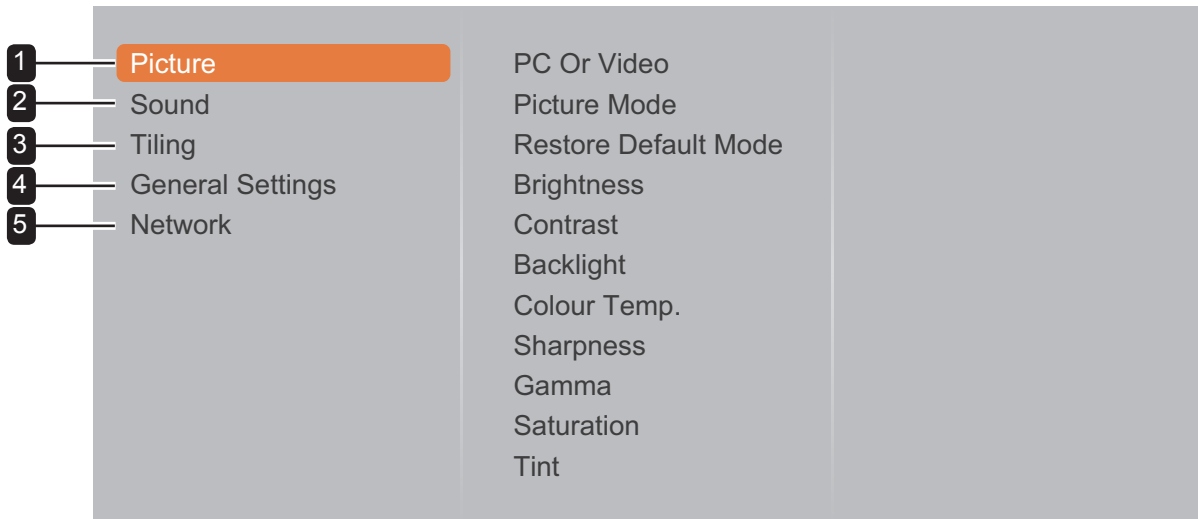 1 Picture
2 Sound
3 Tiling
4 General Settings
5 Network
PC Or Video
Picture Mode
Restore Default Mode
Brightness
Contrast
Backlight
Colour Temp.
Sharpness
Gamma
Saturation
Tint